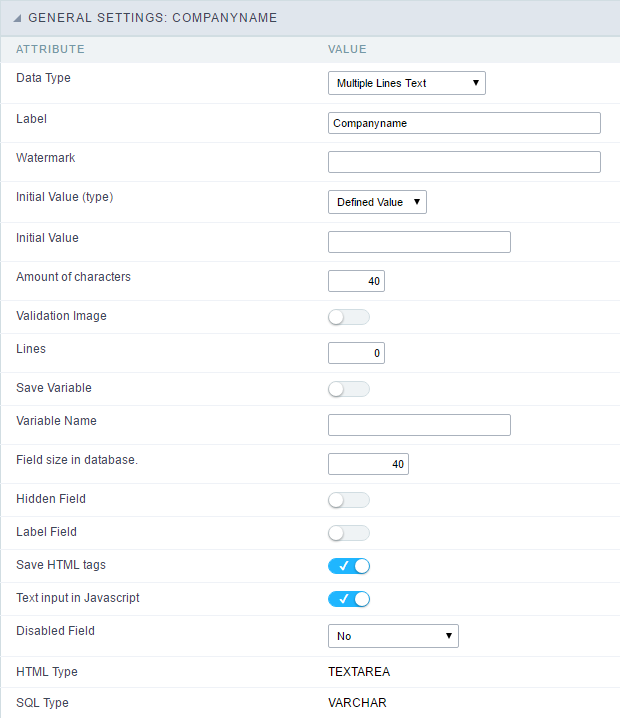 GENERAL SETTINGS: COMPANYNAME
ATTRIBUTE VALUE
Data Type Multiple Lines Text
Label Companyname
Watermark
Initial Value (type) Defined Value
Initial Value
Amount of characters 40
Validation Image
Lines 0
Save Variable
Variable Name
Field size in database. 40
Hidden Field
Label Field
Save HTML tags
Text input in Javascript
Disabled Field No
HTML Type TEXTAREA
SQL Type VARCHAR